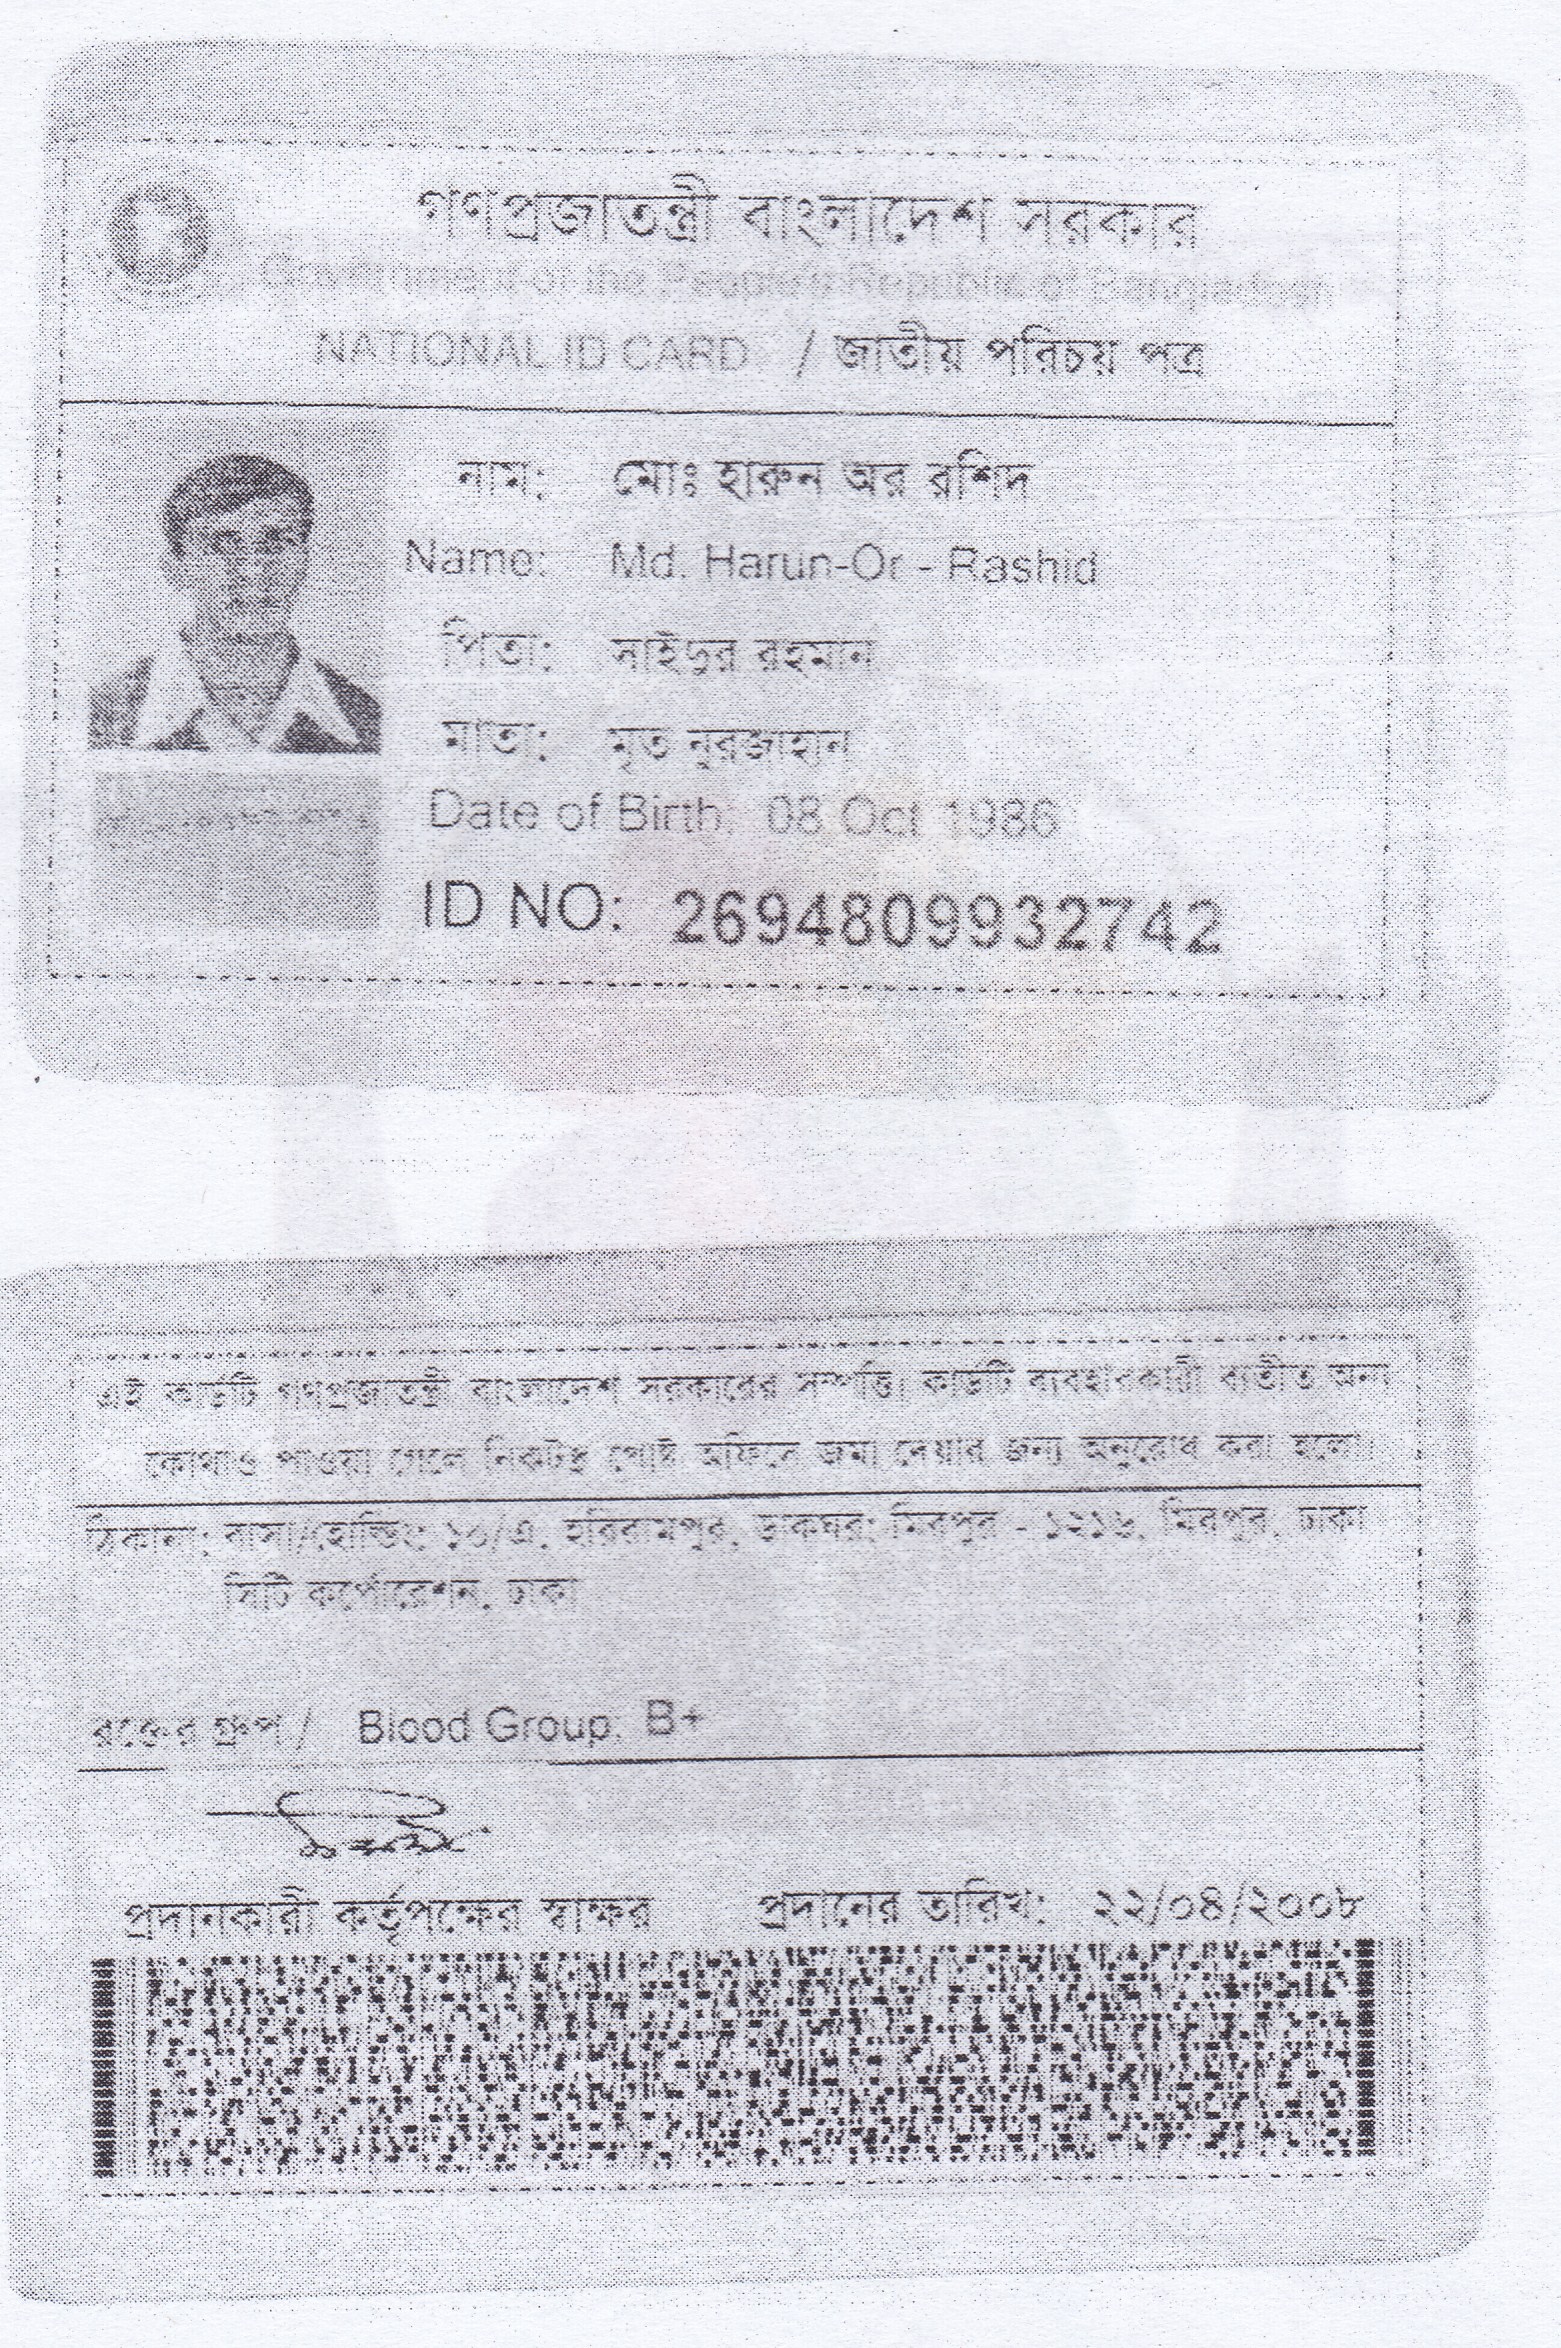 গণপ্রজাতন্ত্রী বাংলাদেশ সরকার
Government of the People's Republic of Bangladesh
NATIONAL ID CARD / জাতীয় পরিচয় পত্র
নাম: মোঃ হারুন অর রশিদ
Name: Md. Harun-Or - Rashid
পিতা: সাইদুর রহমান
মাতা: মৃত নুরজাহান
Date of Birth: 08 Oct 1986
ID NO: 2694809932742
এই কার্ডটি গণপ্রজাতন্ত্রী বাংলাদেশ সরকারের সম্পত্তি। কার্ডটি ব্যবহারকারী ব্যতীত অন্য
কোথাও পাওয়া গেলে নিকটস্থ পোষ্ট অফিসে জমা দেয়ার জন্য অনুরোধ করা হলো।
ঠিকানা: বাসা/হোল্ডিং: ১০/এ, হরিরামপুর, ডাকঘর: মিরপুর - ১২১৬, মিরপুর, ঢাকা
সিটি কর্পোরেশন, ঢাকা
রক্তের গ্রুপ / Blood Group: B+
প্রদানকারী কর্তৃপক্ষের স্বাক্ষর প্রদানের তারিখ: ২২/০৪/২০০৮